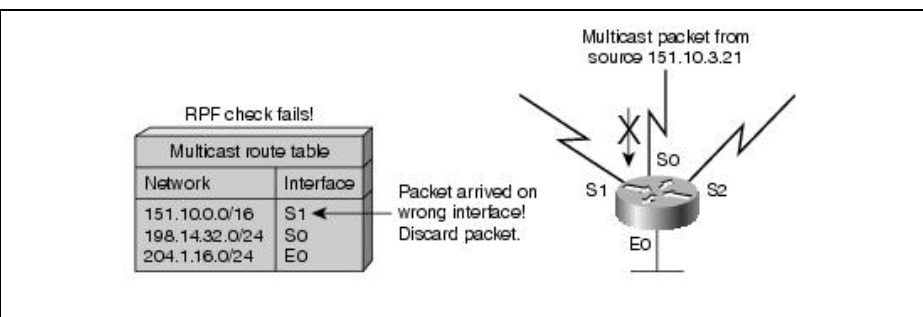 Multicast packet from
source 151.10.3.21
RPF check fails!
Multicast route table
Network Interface
151.10.0.0/16 S1
198.14.32.0/24 S0
204.1.16.0/24 E0
Packet arrived on
wrong interface!
Discard packet.
X
S0
S1 S2
E0